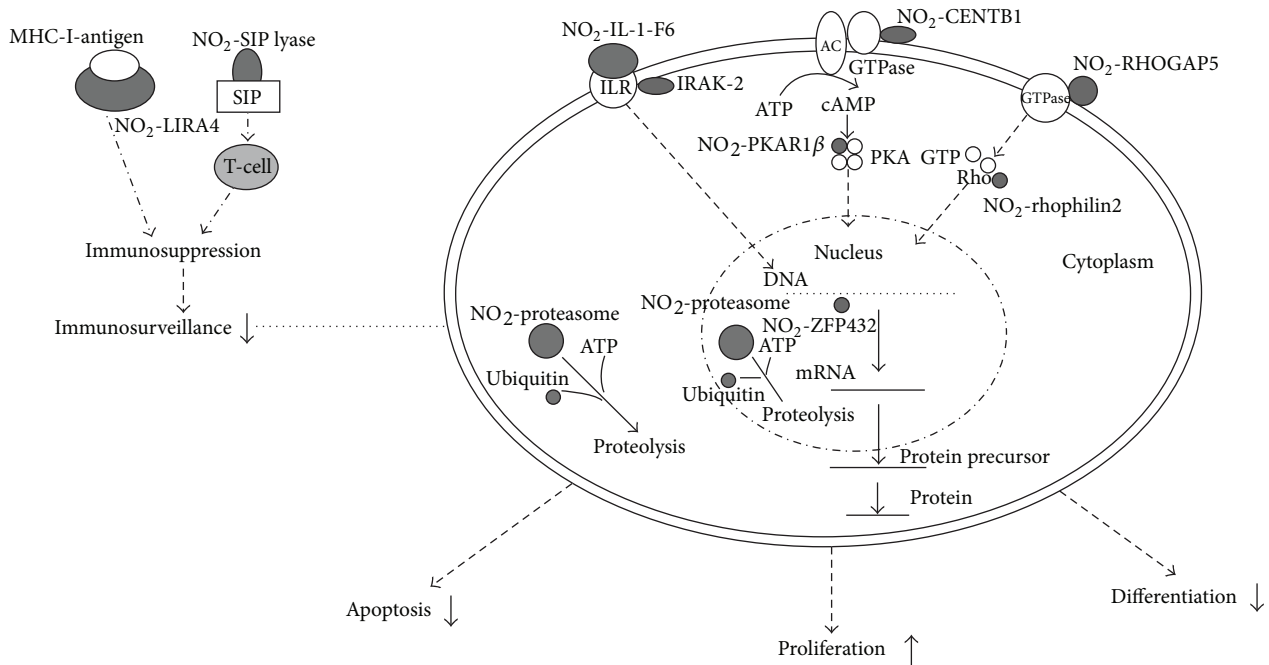 MHC-I-antigen
NO2-SIP lyase
SIP
NO2-LIRA4
T-cell
Immunosuppression
Immunosurveillance
NO2-IL-1-F6
ILR
IRAK-2
AC
NO2-CENTB1
GTPase
ATP
cAMP
NO2-PKAR1β
PKA
NO2-RHOGAP5
GTPase
GTP
Rho
NO2-rhophilin2
Nucleus
Cytoplasm
DNA
NO2-proteasome
ATP
Ubiquitin
Proteolysis
NO2-proteasome
NO2-ZFP432
ATP
mRNA
Ubiquitin
Proteolysis
Protein precursor
Protein
Apoptosis
Proliferation
Differentiation